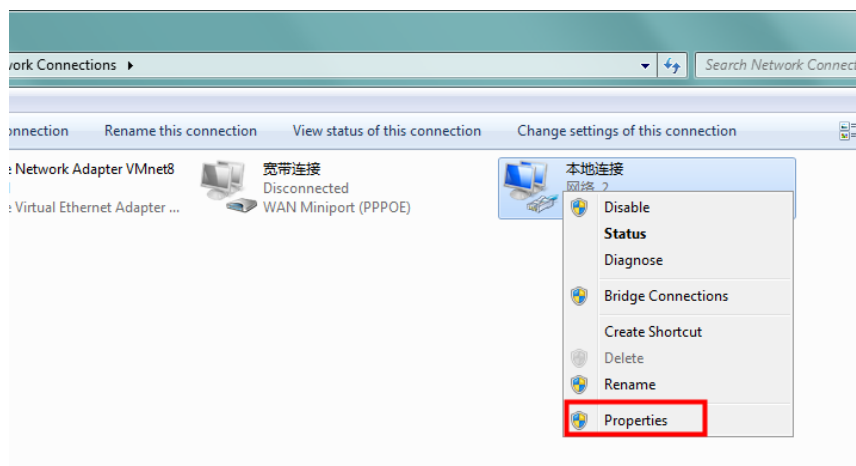 vork Connections
Search Network Connect
onnection Rename this connection View status of this connection Change settings of this connection
e Network Adapter VMnet8
宽带连接
Disconnected
e Virtual Ethernet Adapter ...
WAN Miniport (PPPOE)
本地连接
网络 2
Disable
Status
Diagnose
Bridge Connections
Create Shortcut
Delete
Rename
Properties